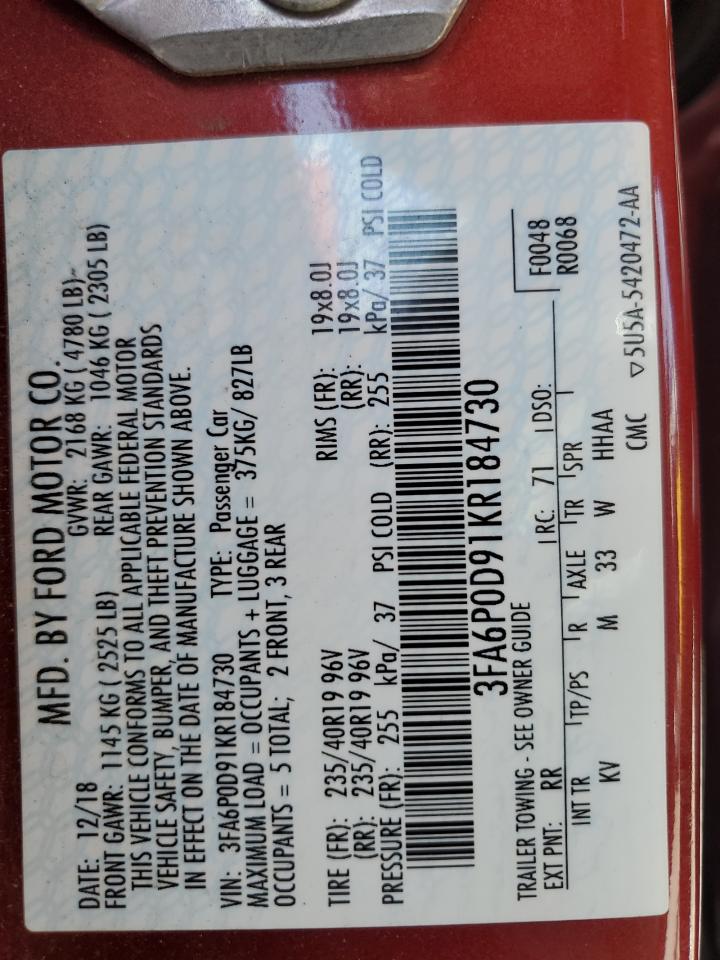 MFD. BY FORD MOTOR CO.
DATE: 12/18 GVWR: 2168 KG ( 4780 LB)
FRONT GAWR: 1145 KG ( 2525 LB) REAR GAWR: 1046 KG ( 2305 LB)
THIS VEHICLE CONFORMS TO ALL APPLICABLE FEDERAL MOTOR
VEHICLE SAFETY, BUMPER, AND THEFT PREVENTION STANDARDS
IN EFFECT ON THE DATE OF MANUFACTURE SHOWN ABOVE.
VIN: 3FA6P0D91KR184730 TYPE: Passenger Car
MAXIMUM LOAD = OCCUPANTS + LUGGAGE = 375KG/ 827LB
OCCUPANTS = 5 TOTAL; 2 FRONT, 3 REAR
TIRE (FR): 235/40R19 96V RIMS (FR): 19x8.0J
(RR): 235/40R19 96V (RR): 19x8.0J
PRESSURE (FR): 255 kPa/ 37 PSI COLD (RR): 255 kPa/ 37 PSI COLD
3FA6P0D91KR184730
TRAILER TOWING - SEE OWNER GUIDE F0048
EXT PNT: RR RC: 71 DSO: R0068
INT TR TP/PS R AXLE TR SPR
KV M 33 W HHAA
CMC ▽5U5A-5420472-AA